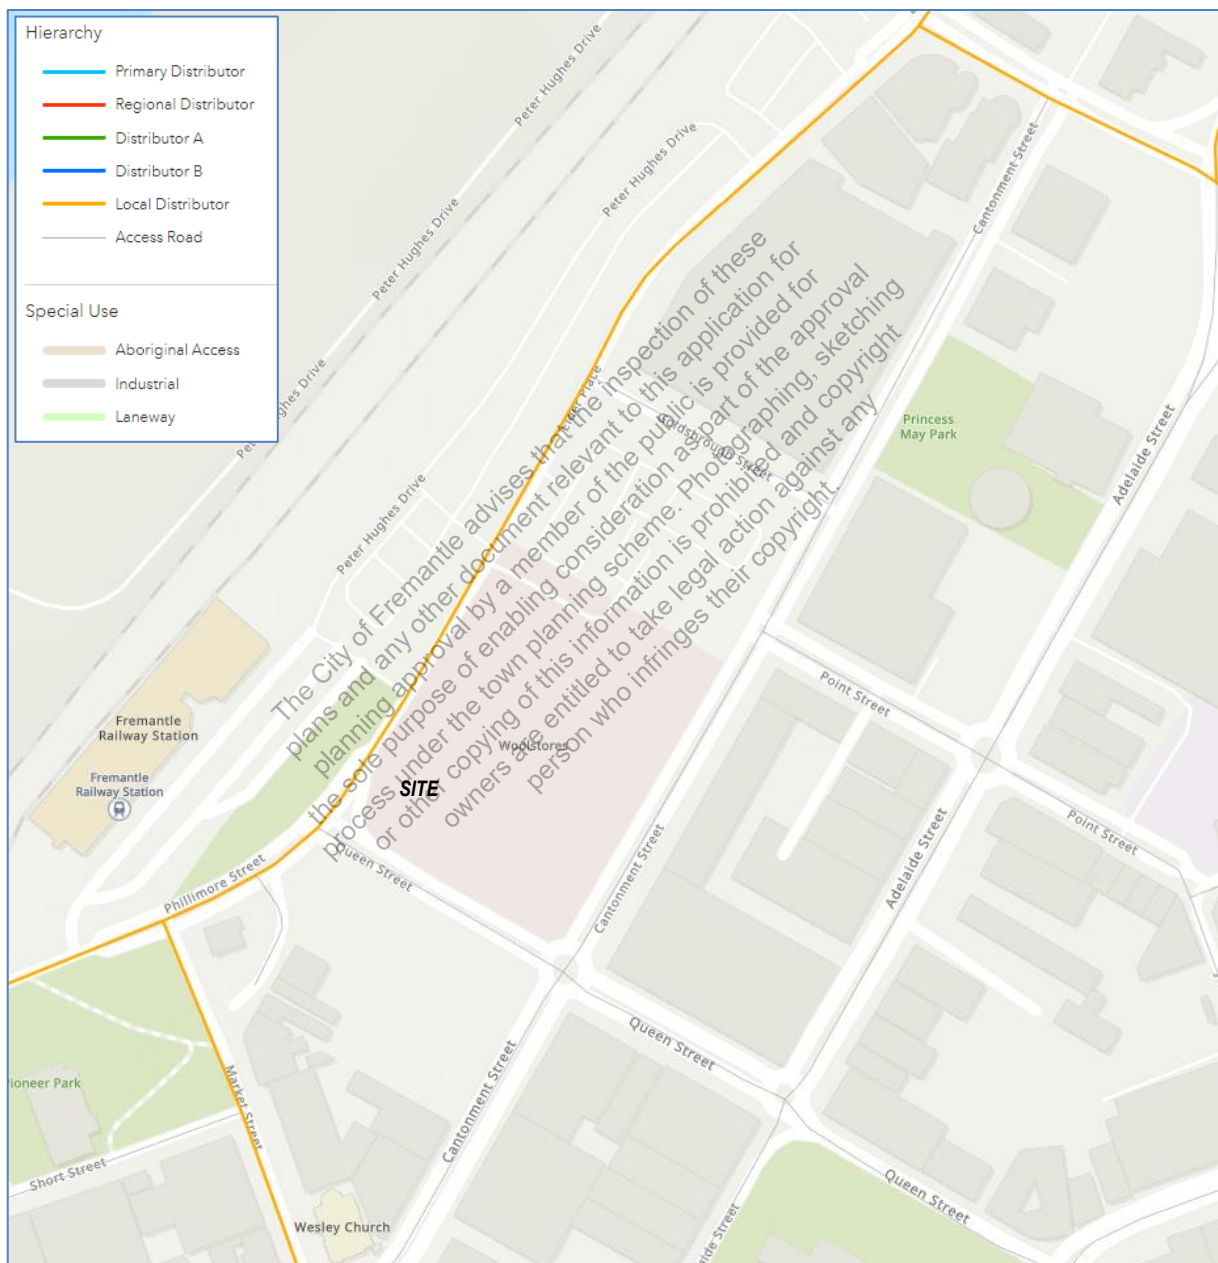 Hierarchy
Primary Distributor
Regional Distributor
Distributor A
Distributor B
Local Distributor
Access Road
Special Use
Aboriginal Access
Industrial
Laneway
Peter Hughes Drive
Peter Hughes Drive
Peter Hughes Drive
Hughes Drive
Peter Hughes Drive
Cantonment Street
Place
Goldsbrough Street
Princess
May Park
Adelaide Street
The City of Fremantle advises that the inspection of these
plans and any other document relevant to this application for
planning approval by a member of the public is provided for
the sole purpose of enabling consideration as part of the approval
process under the town planning scheme. Photographing, sketching
or other copying of this information is prohibited and copyright
owners are entitled to take legal action against any
person who infringes their copyright.
Fremantle
Railway Station
Fremantle
Railway Station
Woolstores
SITE
Point Street
Point Street
Phillimore Street
Queen Street
Cantonment Street
Adelaide Street
Queen Street
ioneer Park
Market Street
Cantonment Street
Short Street
Wesley Church
Queen Street
aide Street